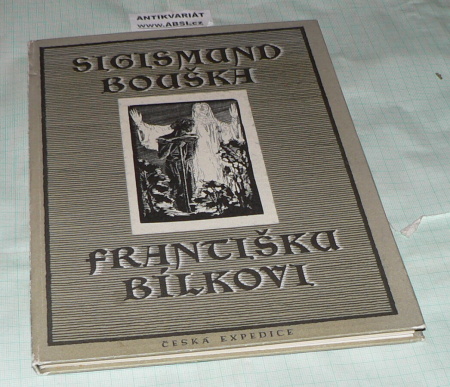 ANTIKVARIÁT
www.ABSI.cz
SIGISMUND
BOUŠKA
FRANTIŠKU
BÍLKOVI
ČESKÁ EXPEDICE